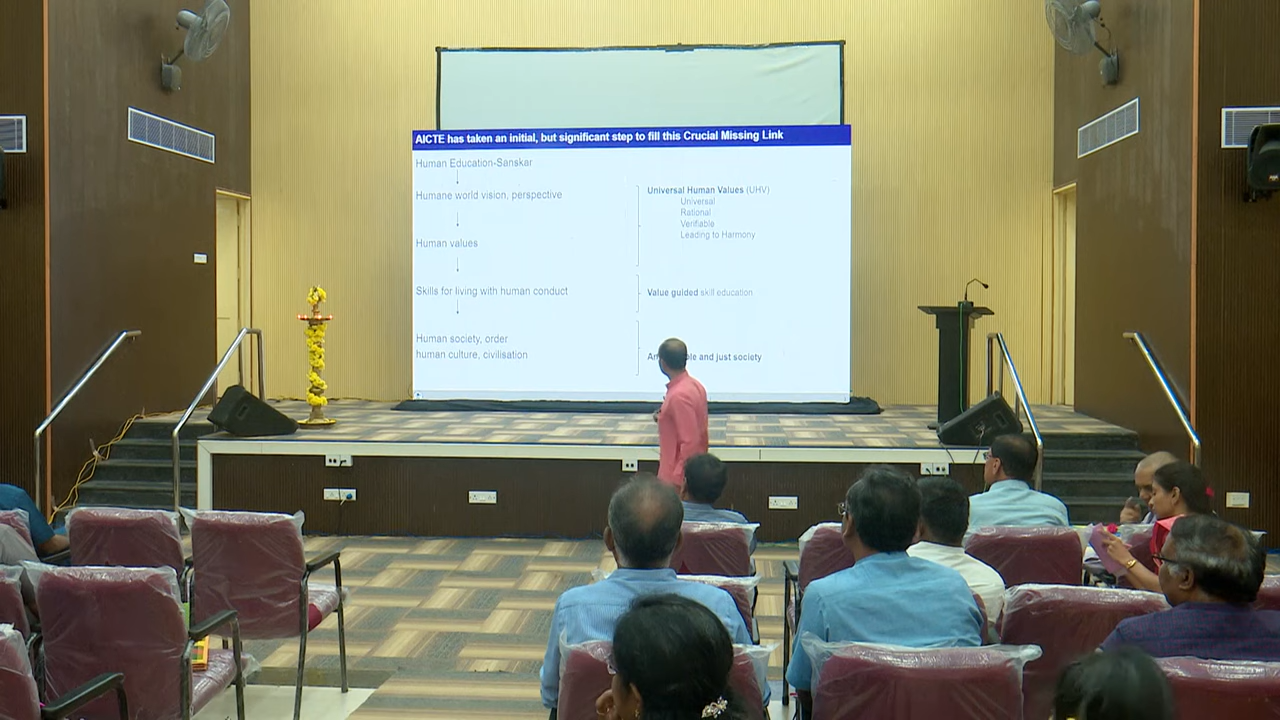 AICTE has taken an initial, but significant step to fill this Crucial Missing Link
Human Education-Sanskar
Humane world vision, perspective
Universal Human Values (UHV)
Universal
Rational
Verifiable
Leading to Harmony
Human values
Skills for living with human conduct
Value guided skill education
Human society, order
human culture, civilisation
and just society